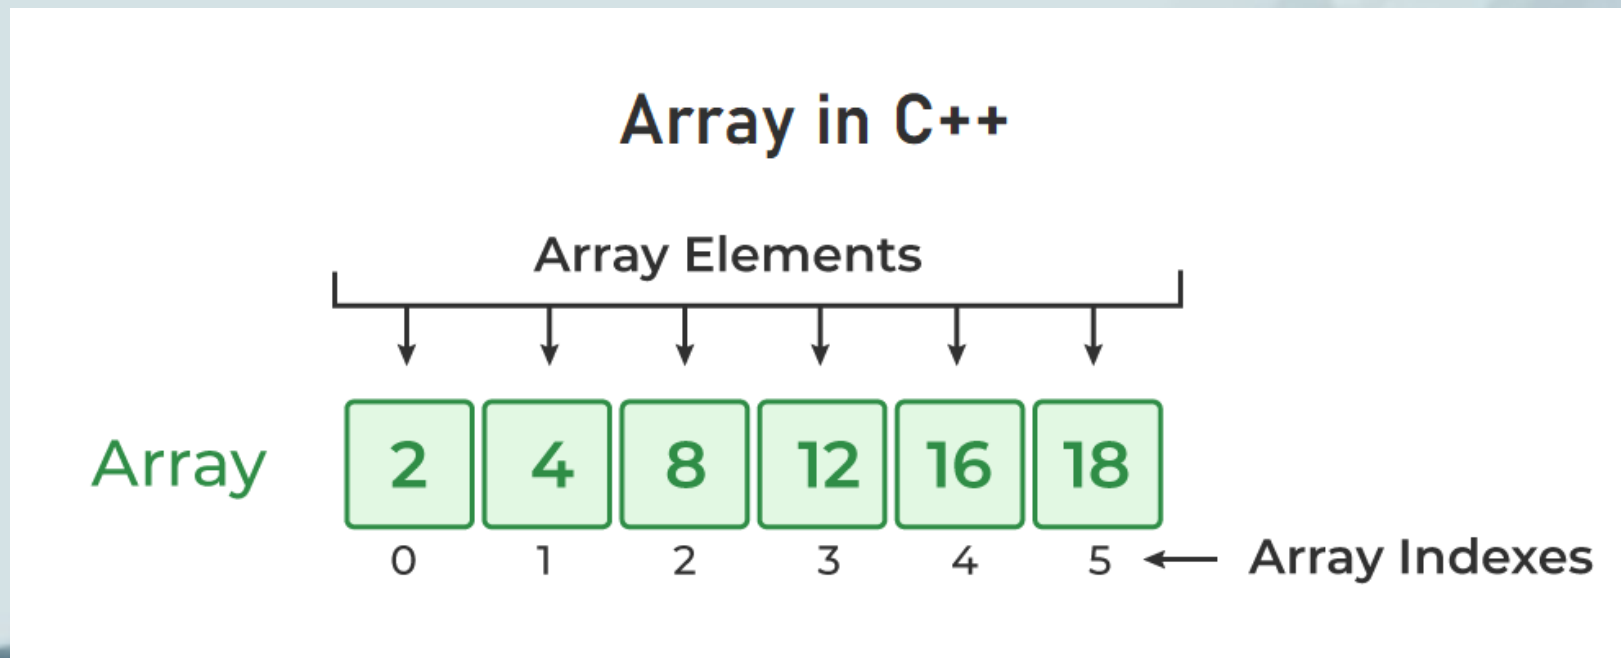 Array in C++
Array Elements
Array 2 4 8 12 16 18
0 1 2 3 4 5 Array Indexes